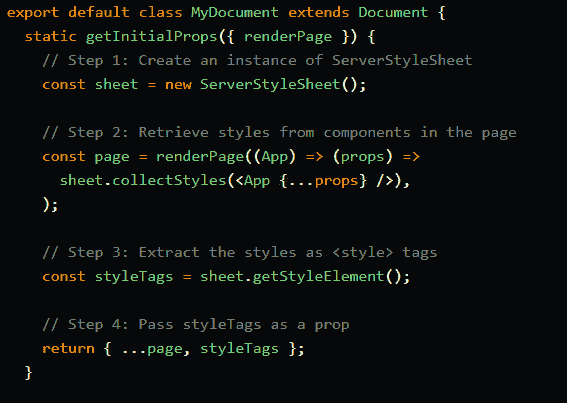 export default class MyDocument extends Document {
  static getInitialProps({ renderPage }) {
    // Step 1: Create an instance of ServerStyleSheet
    const sheet = new ServerStyleSheet();

    // Step 2: Retrieve styles from components in the page
    const page = renderPage((App) => (props) =>
      sheet.collectStyles(<App {...props} />),
    );

    // Step 3: Extract the styles as <style> tags
    const styleTags = sheet.getStyleElement();

    // Step 4: Pass styleTags as a prop
    return { ...page, styleTags };
  }